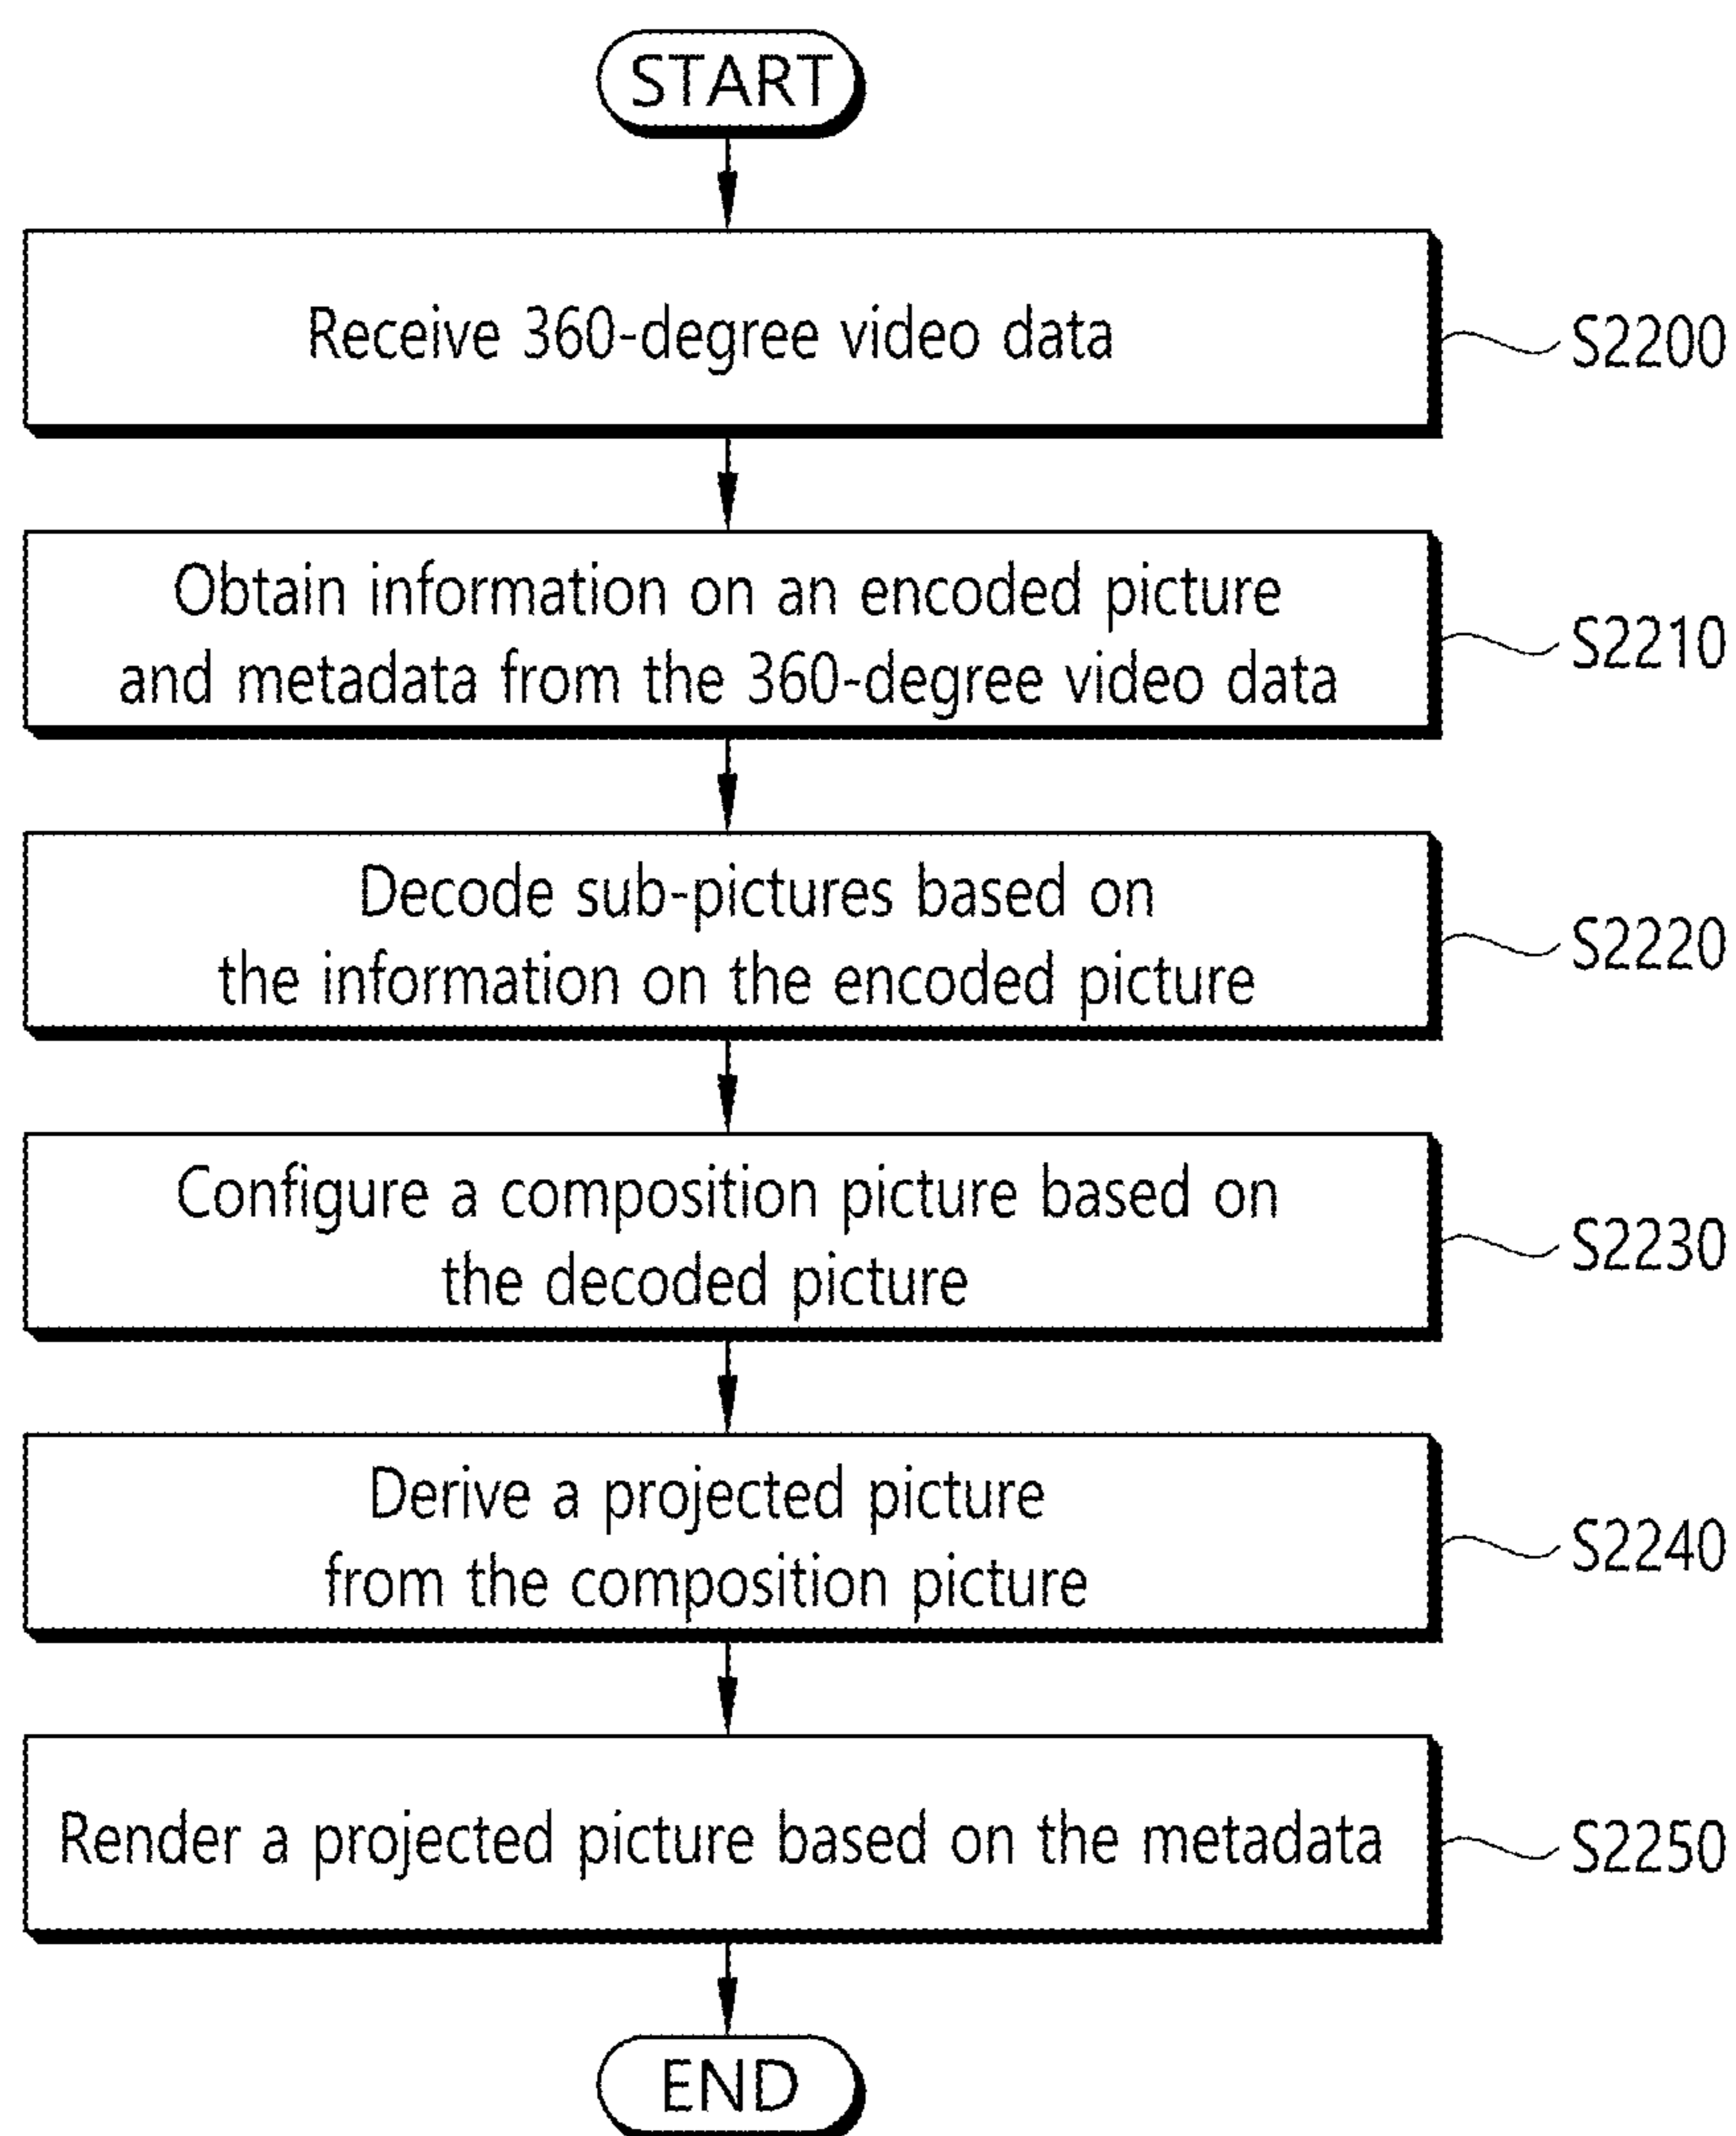 START
Receive 360-degree video data
S2200
Obtain information on an encoded picture
and metadata from the 360-degree video data
S2210
Decode sub-pictures based on
the information on the encoded picture
S2220
Configure a composition picture based on
the decoded picture
S2230
Derive a projected picture
from the composition picture
S2240
Render a projected picture based on the metadata
S2250
END